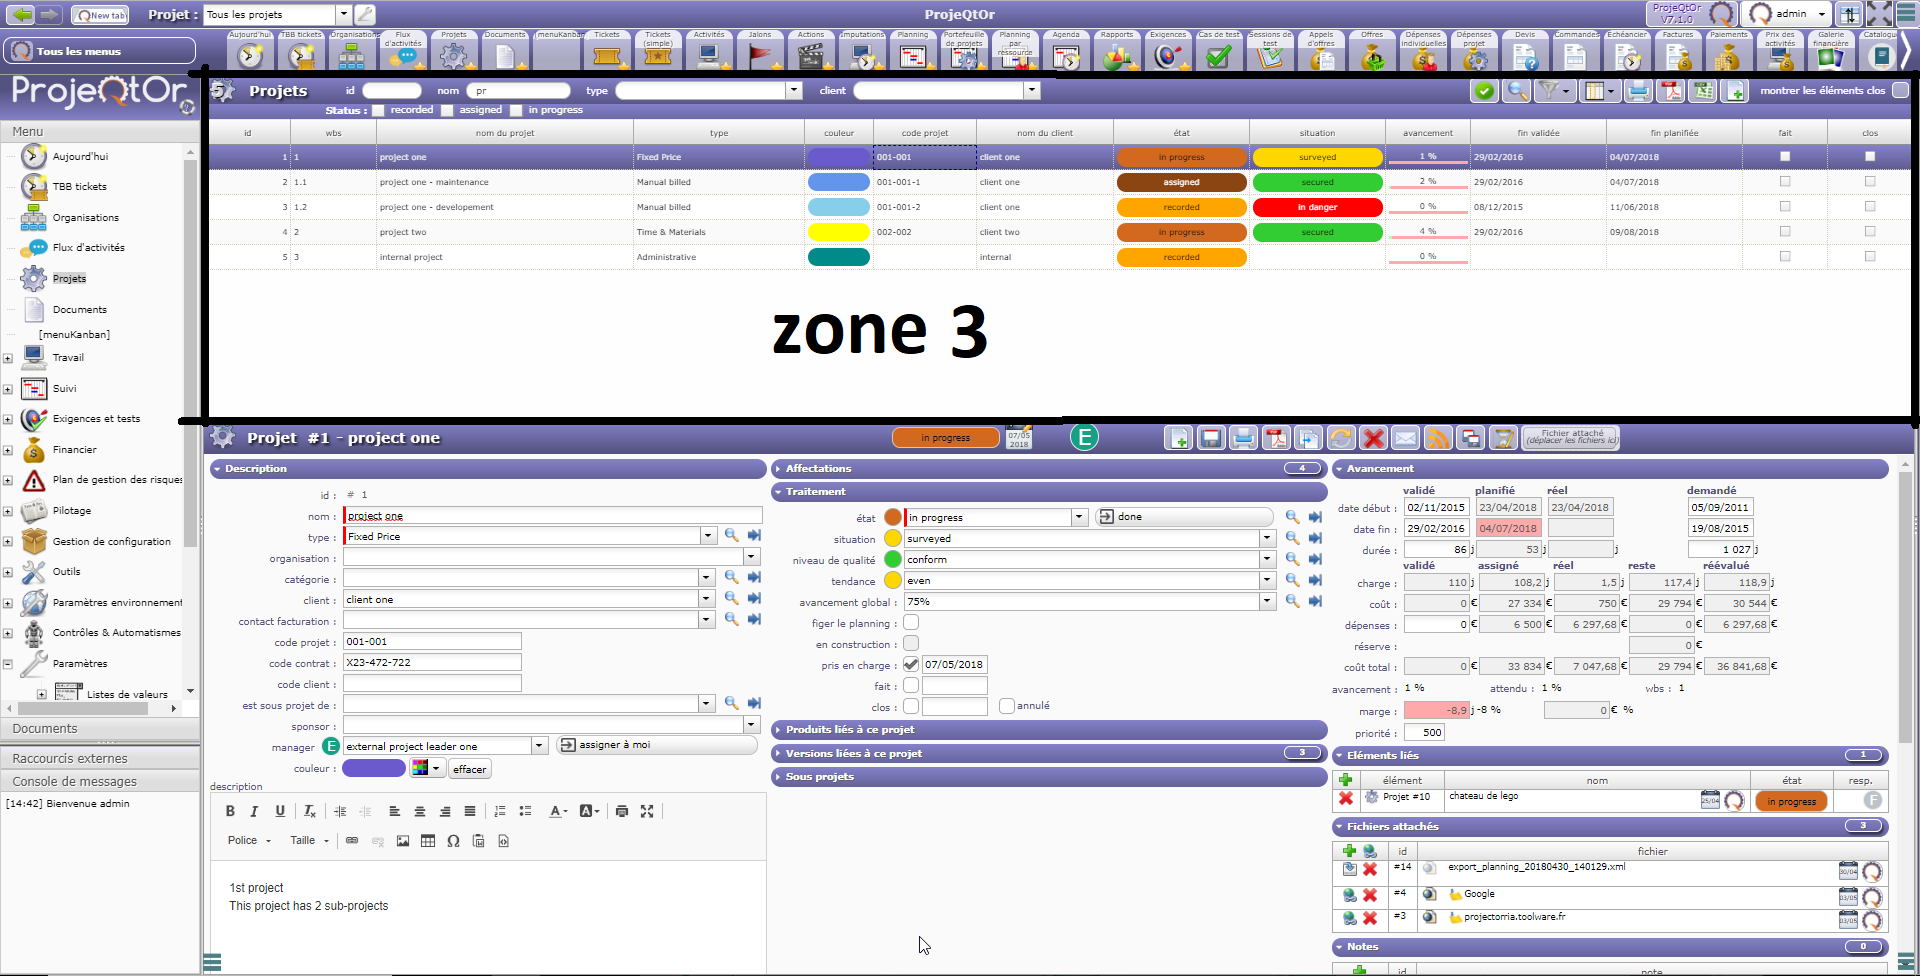 New tab
Projet : Tous les projets
ProjeQtOr
ProjeQtOr V7.1.0
admin
Tous les menus
Aujourd'hui
TBB tickets
Organisations
Flux d'activités
Projets
Documents
[menuKanban]
Tickets
Tickets (simple)
Activités
Jalons
Actions
Imputations
Planning
Portefeuille de projets
Planning par ressource
Agenda
Rapports
Exigences
Cas de test
Sessions de test
Appels d'offres
Offres
Dépenses individuelles
Dépenses projet
Devis
Commandes
Echéancier
Factures
Paiements
Prix des activités
Galerie financière
Catalogu
ProjeQtOr
Menu
Aujourd'hui
TBB tickets
Organisations
Flux d'activités
Projets
Documents
[menuKanban]
Travail
Suivi
Exigences et tests
Financier
Plan de gestion des risques
Pilotage
Gestion de configuration
Outils
Paramètres environnement
Contrôles & Automatismes
Paramètres
Listes de valeurs
Documents
Raccourcis externes
Console de messages
[14:42] Bienvenue admin
5 Projets id nom pr type client montrer les éléments clos
Status : recorded assigned in progress
id wbs nom du projet type couleur code projet nom du client état situation avancement fin validée fin planifiée fait clos
1 1 project one Fixed Price 001-001 client one in progress surveyed 1 % 29/02/2016 04/07/2018
2 1.1 project one - maintenance Manual billed 001-001-1 client one assigned secured 2 % 29/02/2016 04/07/2018
3 1.2 project one - developement Manual billed 001-001-2 client one recorded in danger 0 % 08/12/2015 11/06/2018
4 2 project two Time & Materials 002-002 client two in progress secured 4 % 29/02/2016 09/08/2018
5 3 internal project Administrative internal recorded 0 %
zone 3
Projet #1 - project one in progress 07/05 2018 E Fichier attaché (déplacer les fichiers ici)
Description
id : # 1
nom : project one
type : Fixed Price
organisation :
catégorie :
client : client one
contact facturation :
code projet : 001-001
code contrat : X23-472-722
code client :
est sous projet de :
sponsor :
manager E external project leader one assigner à moi
couleur : effacer
description
B I U Tx A A
Police Taille Ω
1st project
This project has 2 sub-projects
Affectations 4
Traitement
état : in progress done
situation surveyed
niveau de qualité conform
tendance even
avancement global : 75%
figer le planning :
en construction :
pris en charge : 07/05/2018
fait :
clos : annulé
Produits liés à ce projet
Versions liées à ce projet 3
Sous projets
Avancement
validé planifié réel demandé
date début : 02/11/2015 23/04/2018 23/04/2018 05/09/2011
date fin : 29/02/2016 04/07/2018 19/08/2015
durée : 86 j 53 j j 1 027 j
validé assigné réel reste réévalué
charge : 110 j 108,2 j 1,5 j 117,4 j 118,9 j
coût : 0 € 27 334 € 750 € 29 794 € 30 544 €
dépenses : 0 € 6 500 € 6 297,68 € 0 € 6 297,68 €
réserve : 0 €
coût total : 0 € 33 834 € 7 047,68 € 29 794 € 36 841,68 €
avancement : 1 % attendu : 1 % wbs : 1
marge : -8,9 j -8 % 0 € %
priorité : 500
Eléments liés 1
élément nom état resp.
Projet #10 chateau de lego 25/04 in progress F
Fichiers attachés 3
id fichier
#14 export_planning_20180430_140129.xml 30/04
#4 Google 03/05
#3 projectorria.toolware.fr 03/05
Notes 0
id note